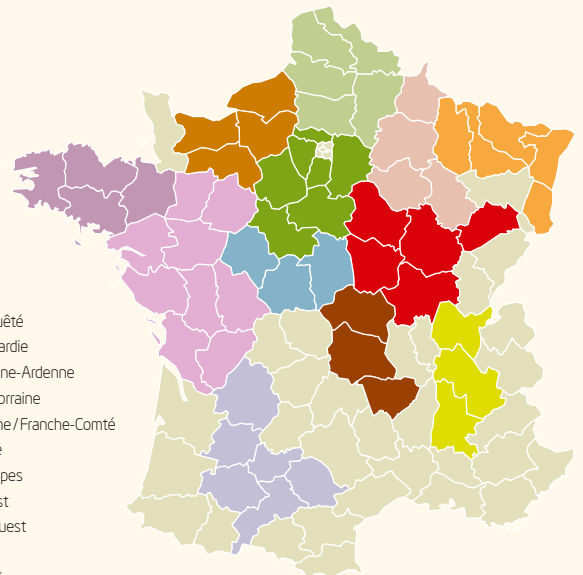 uêté
ardie
ne-Ardenne
orraine
ne / Franche-Comté
e
pes
st
uest